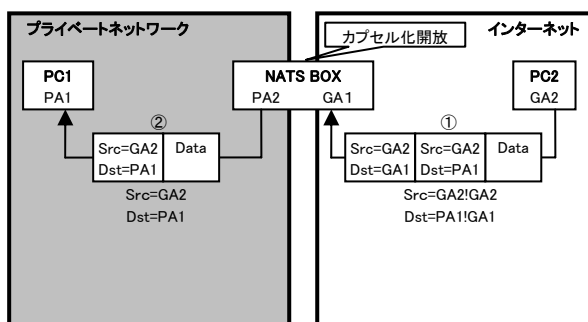 プライベートネットワーク
インターネット
カプセル化開放
PC1
PA1
NATS BOX
PA2 GA1
PC2
GA2
②
①
Src=GA2 Data
Dst=PA1
Src=GA2 Src=GA2 Data
Dst=GA1 Dst=PA1
Src=GA2
Dst=PA1
Src=GA2!GA2
Dst=PA1!GA1